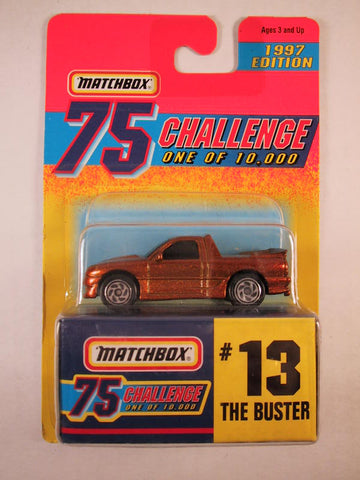 Ages 3 and Up
1997
EDITION
MATCHBOX
75 CHALLENGE
ONE OF 10,000
MATCHBOX
75 CHALLENGE
ONE OF 10,000
#13
THE BUSTER